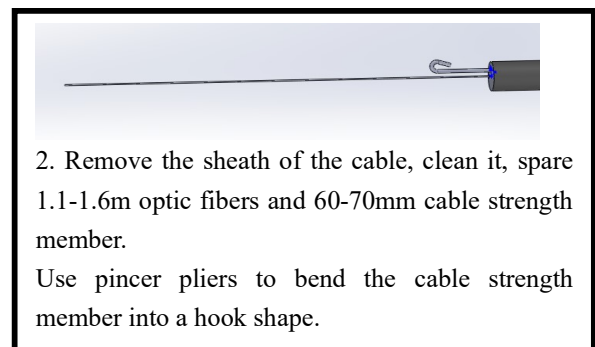 2. Remove the sheath of the cable, clean it, spare
1.1-1.6m optic fibers and 60-70mm cable strength
member.
Use pincer pliers to bend the cable strength
member into a hook shape.